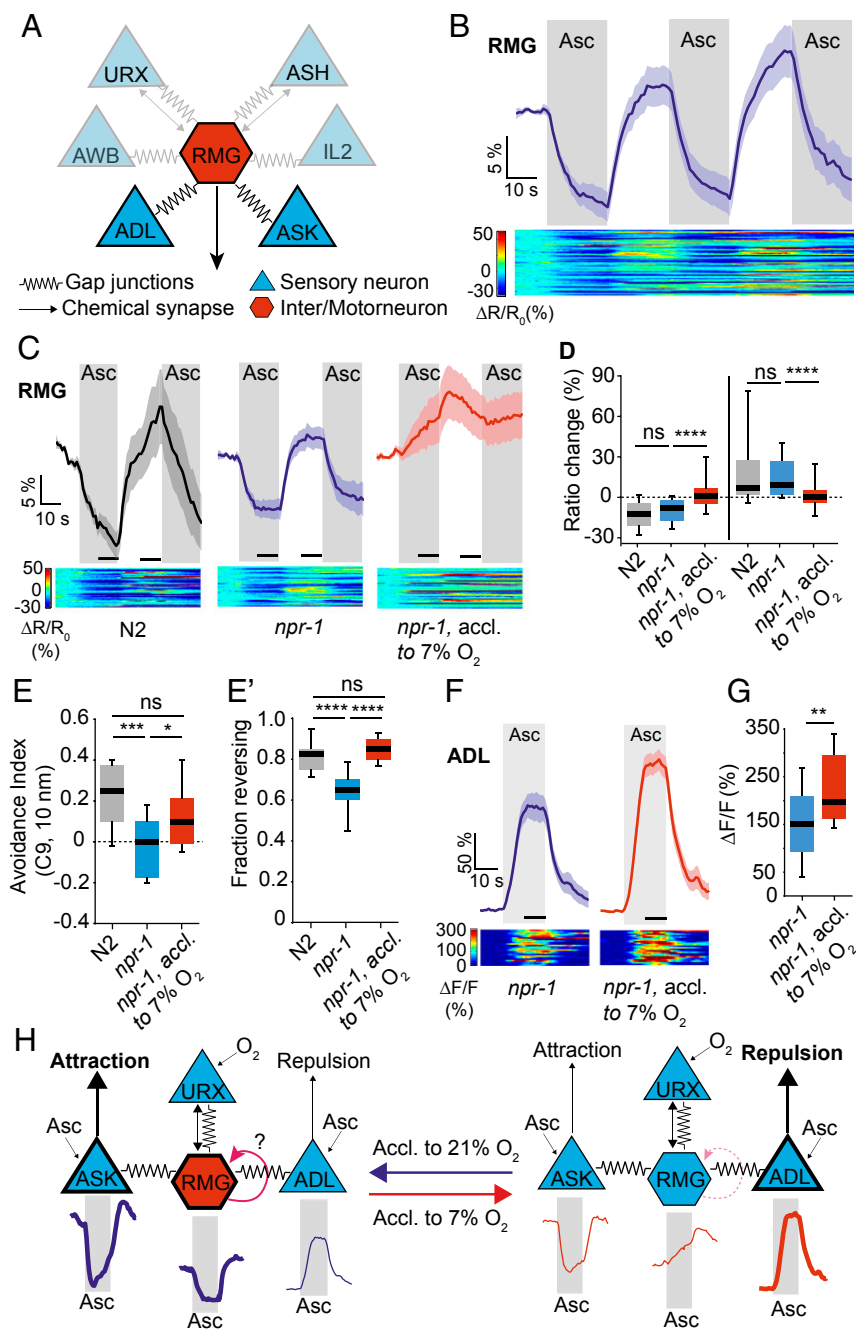 A
URX
ASH
AWB
RMG
IL2
ADL
ASK
Gap junctions
Sensory neuron
Chemical synapse
Inter/Motorneuron
B
RMG
Asc
Asc
Asc
5 %
10 s
50
0
-30
ΔR/R0(%)
C
RMG
Asc
Asc
Asc
Asc
Asc
Asc
5 %
10 s
50
0
-30
ΔR/R0
(%)
N2
npr-1
npr-1, accl.
to 7% O2
D
Ratio change (%)
90
60
30
0
-30
ns
****
ns
****
N2
npr-1
npr-1, accl.
to 7% O2
N2
npr-1
npr-1, accl.
to 7% O2
E
Avoidance Index
(C9, 10 nm)
0.6
0.4
0.2
0
-0.2
0.4
ns
***
*
N2
npr-1
npr-1, accl.
to 7% O2
E'
Fraction reversing
1
0.8
0.6
0.4
0.2
0
ns
****
****
N2
npr-1
npr-1, accl.
to 7% O2
F
ADL
Asc
Asc
50 %
10 s
300
200
100
0
ΔF/F
(%)
npr-1
npr-1, accl.
to 7% O2
G
ΔF/F (%)
350
250
150
50
0
**
npr-1
npr-1, accl.
to 7% O2
H
Attraction
O2
Repulsion
URX
Asc
?
Asc
ASK
RMG
ADL
Asc
Asc
Asc
Accl. to 21% O2
Accl. to 7% O2
Attraction
O2
Repulsion
URX
Asc
Asc
ASK
RMG
ADL
Asc
Asc
Asc